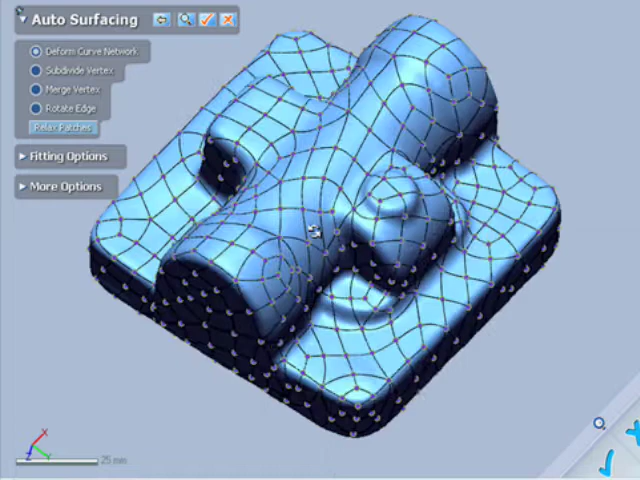 Auto Surfacing
Deform Curve Network
Subdivide Vertex
Merge Vertex
Rotate Edge
Relax Patches
Fitting Options
More Options
X
Y
Z
25 mm